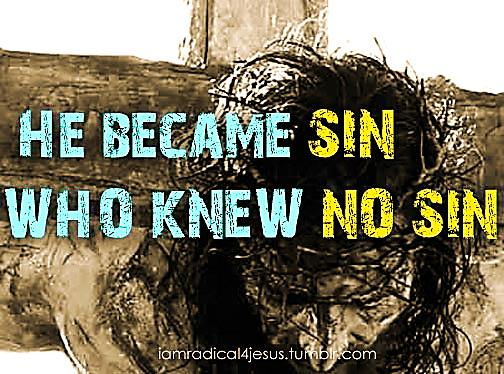 HE BECAME SIN
WHO KNEW NO SIN
iamradical4jesus.tumblr.com